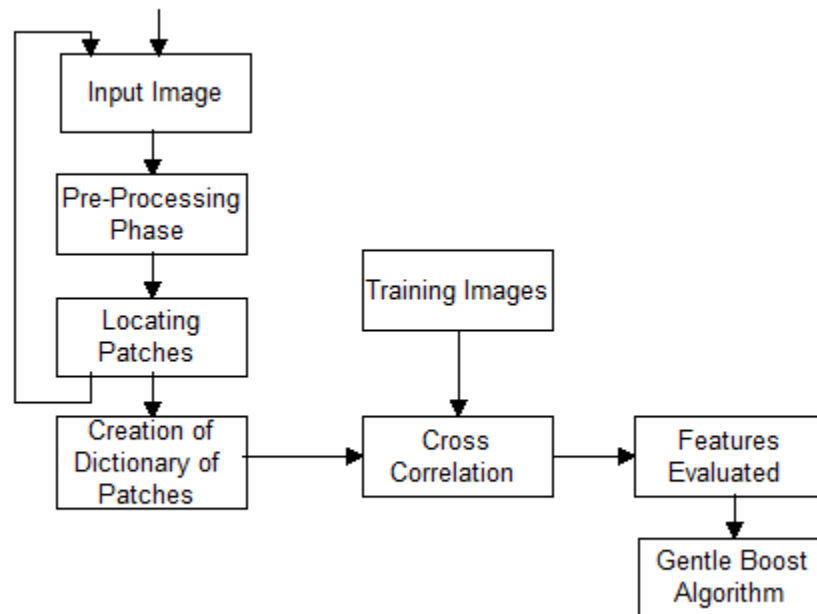 Input Image
Pre-Processing
Phase
Locating
Patches
Creation of
Dictionary of
Patches
Training Images
Cross
Correlation
Features
Evaluated
Gentle Boost
Algorithm